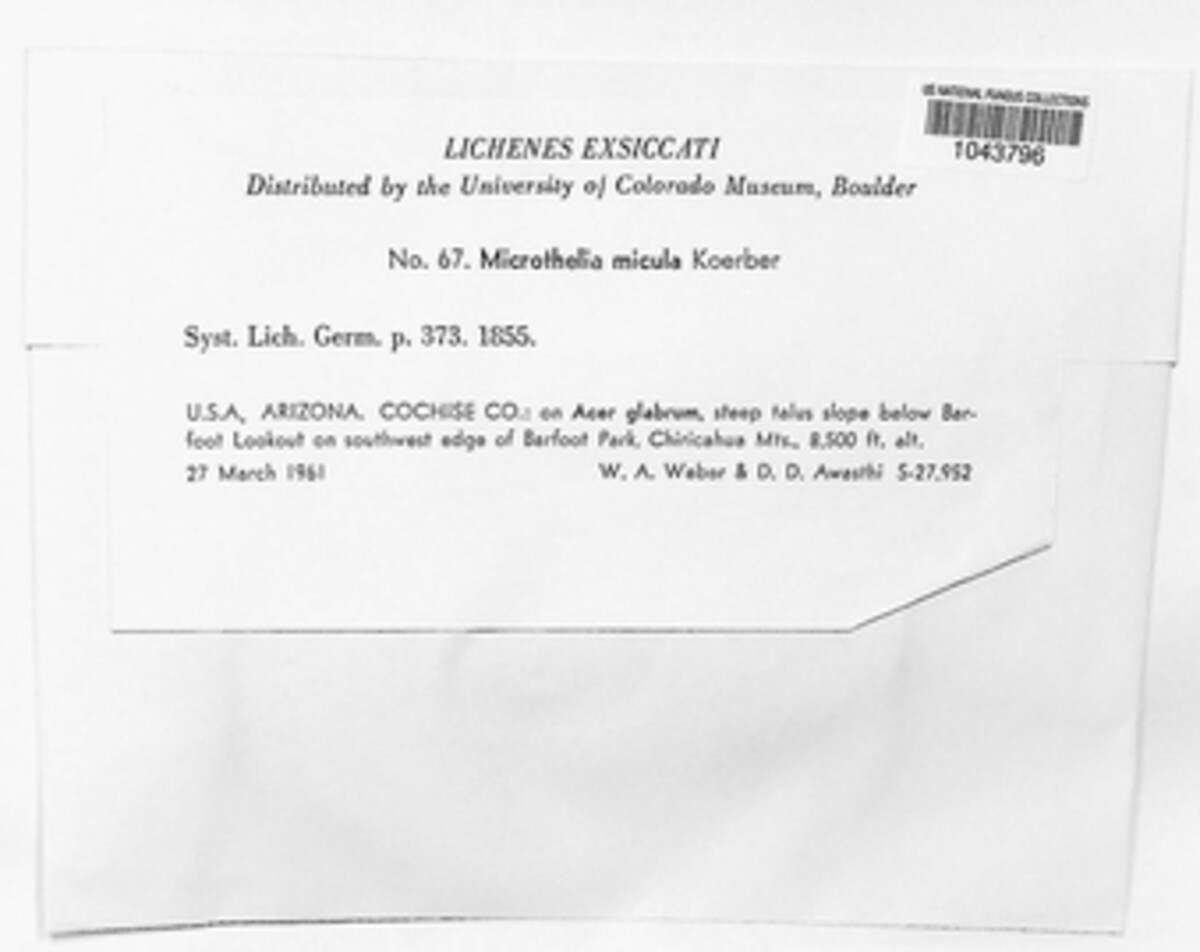 US NATIONAL FUNGUS COLLECTIONS
1043796
LICHENES EXSICCATI
Distributed by the University of Colorado Museum, Boulder
No. 67. Microthelia micula Koerber
Syst. Lich. Germ. p. 373. 1855.
U.S.A, ARIZONA. COCHISE CO.: on Acer glabrum, steep talus slope below Bar-
foot Lookout on southwest edge of Barfoot Park, Chiricahua Mts., 8,500 ft. alt.
27 March 1961 W. A. Weber & D. D. Awasthi S-27,952